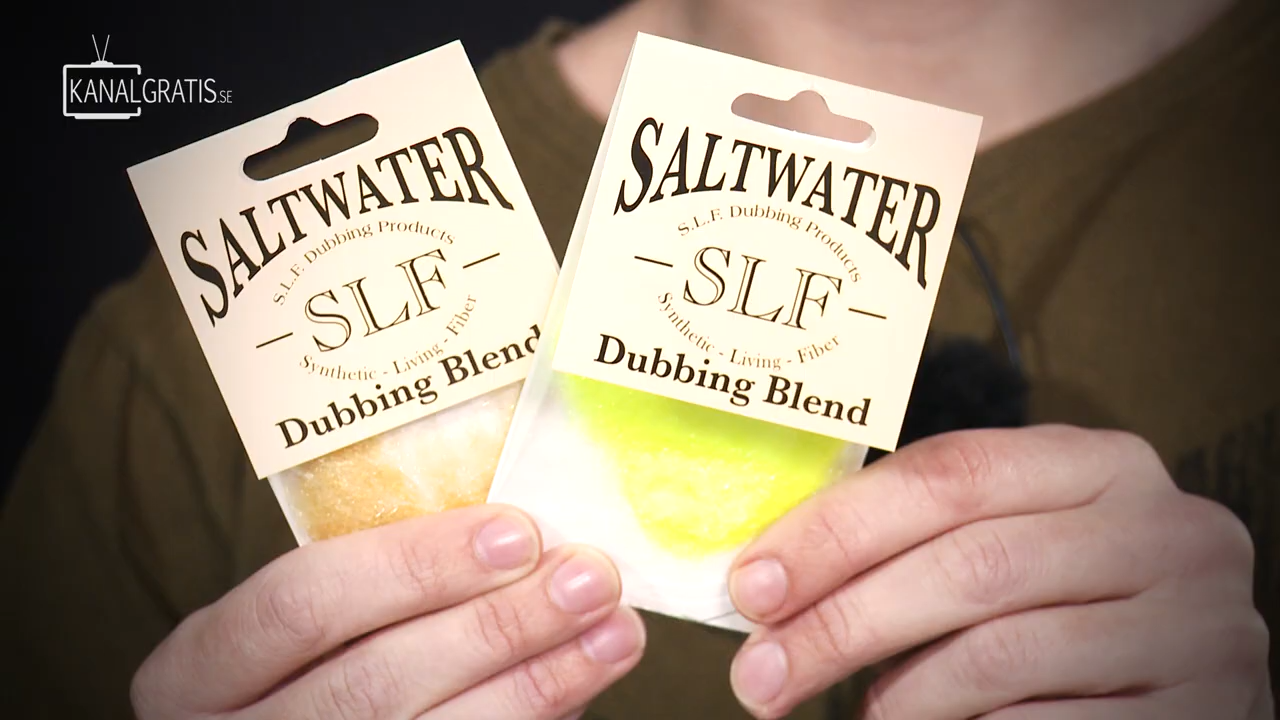 KANALGRATIS.SE
SALTWATER
S.L.F. Dubbing Products
SLF
Synthetic - Living - Fiber
Dubbing Blend
SALTWATER
S.L.F. Dubbing Products
SLF
Synthetic - Living - Fiber
Dubbing Blend